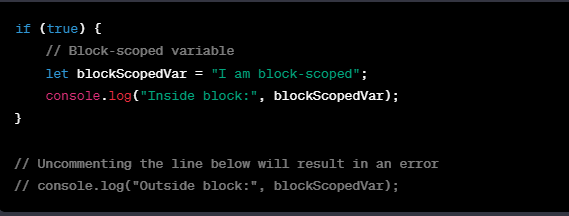 if (true) {
    // Block-scoped variable
    let blockScopedVar = "I am block-scoped";
    console.log("Inside block:", blockScopedVar);
}

// Uncommenting the line below will result in an error
// console.log("Outside block:", blockScopedVar);